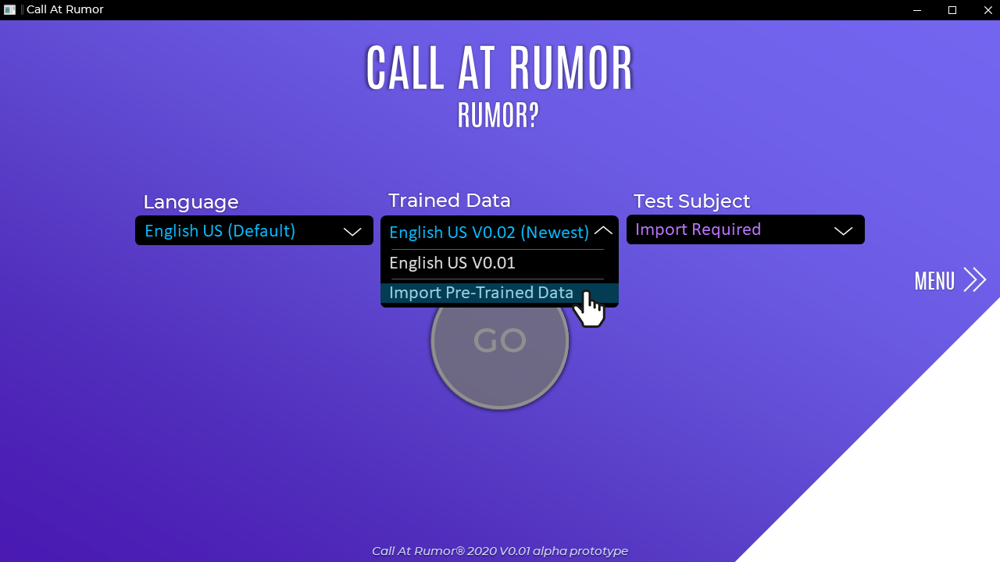 Call At Rumor
CALL AT RUMOR
RUMOR?
Language
Trained Data
Test Subject
English US (Default)
English US V0.02 (Newest)
Import Required
English US V0.01
Import Pre-Trained Data
MENU
GO
Call At Rumor® 2020 V0.01 alpha prototype